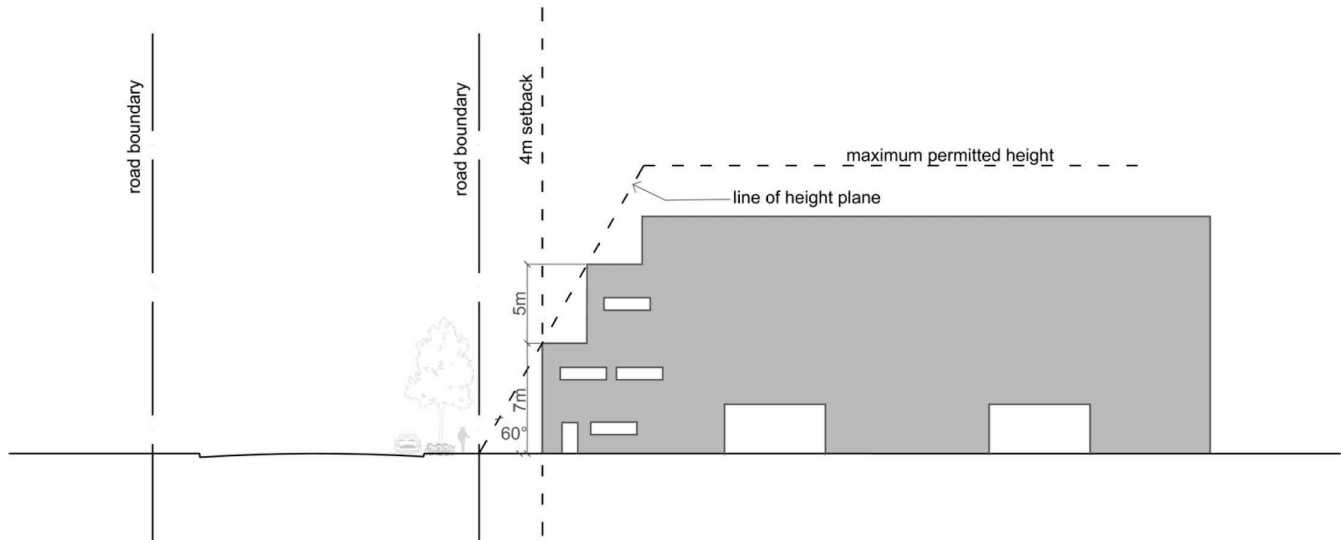 road boundary
road boundary
4m setback
maximum permitted height
line of height plane
5m
7m
60°